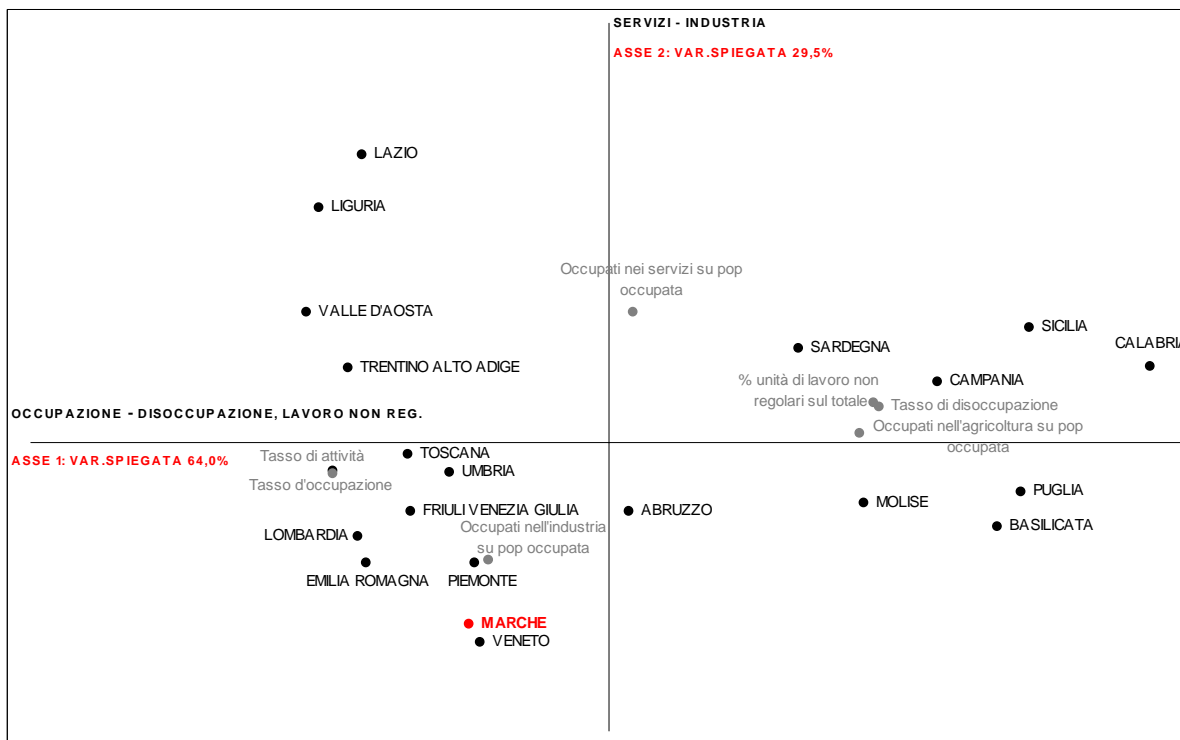 SERVIZI - INDUSTRIA
ASSE 2: VAR.SPIEGATA 29,5%
LAZIO
LIGURIA
Occupati nei servizi su pop
occupata
VALLE D'AOSTA
SICILIA
SARDEGNA
CALABRIA
TRENTINO ALTO ADIGE
% unità di lavoro non
regolari sul totale
CAMPANIA
Tasso di disoccupazione
OCCUPAZIONE - DISOCCUPAZIONE, LAVORO NON REG.
Occupati nell'agricoltura su pop
occupata
ASSE 1: VAR.SPIEGATA 64,0%
Tasso di attività
TOSCANA
UMBRIA
Tasso d'occupazione
PUGLIA
MOLISE
FRIULI VENEZIA GIULIA
ABRUZZO
BASILICATA
LOMBARDIA
Occupati nell'industria
su pop occupata
EMILIA ROMAGNA
PIEMONTE
MARCHE
VENETO